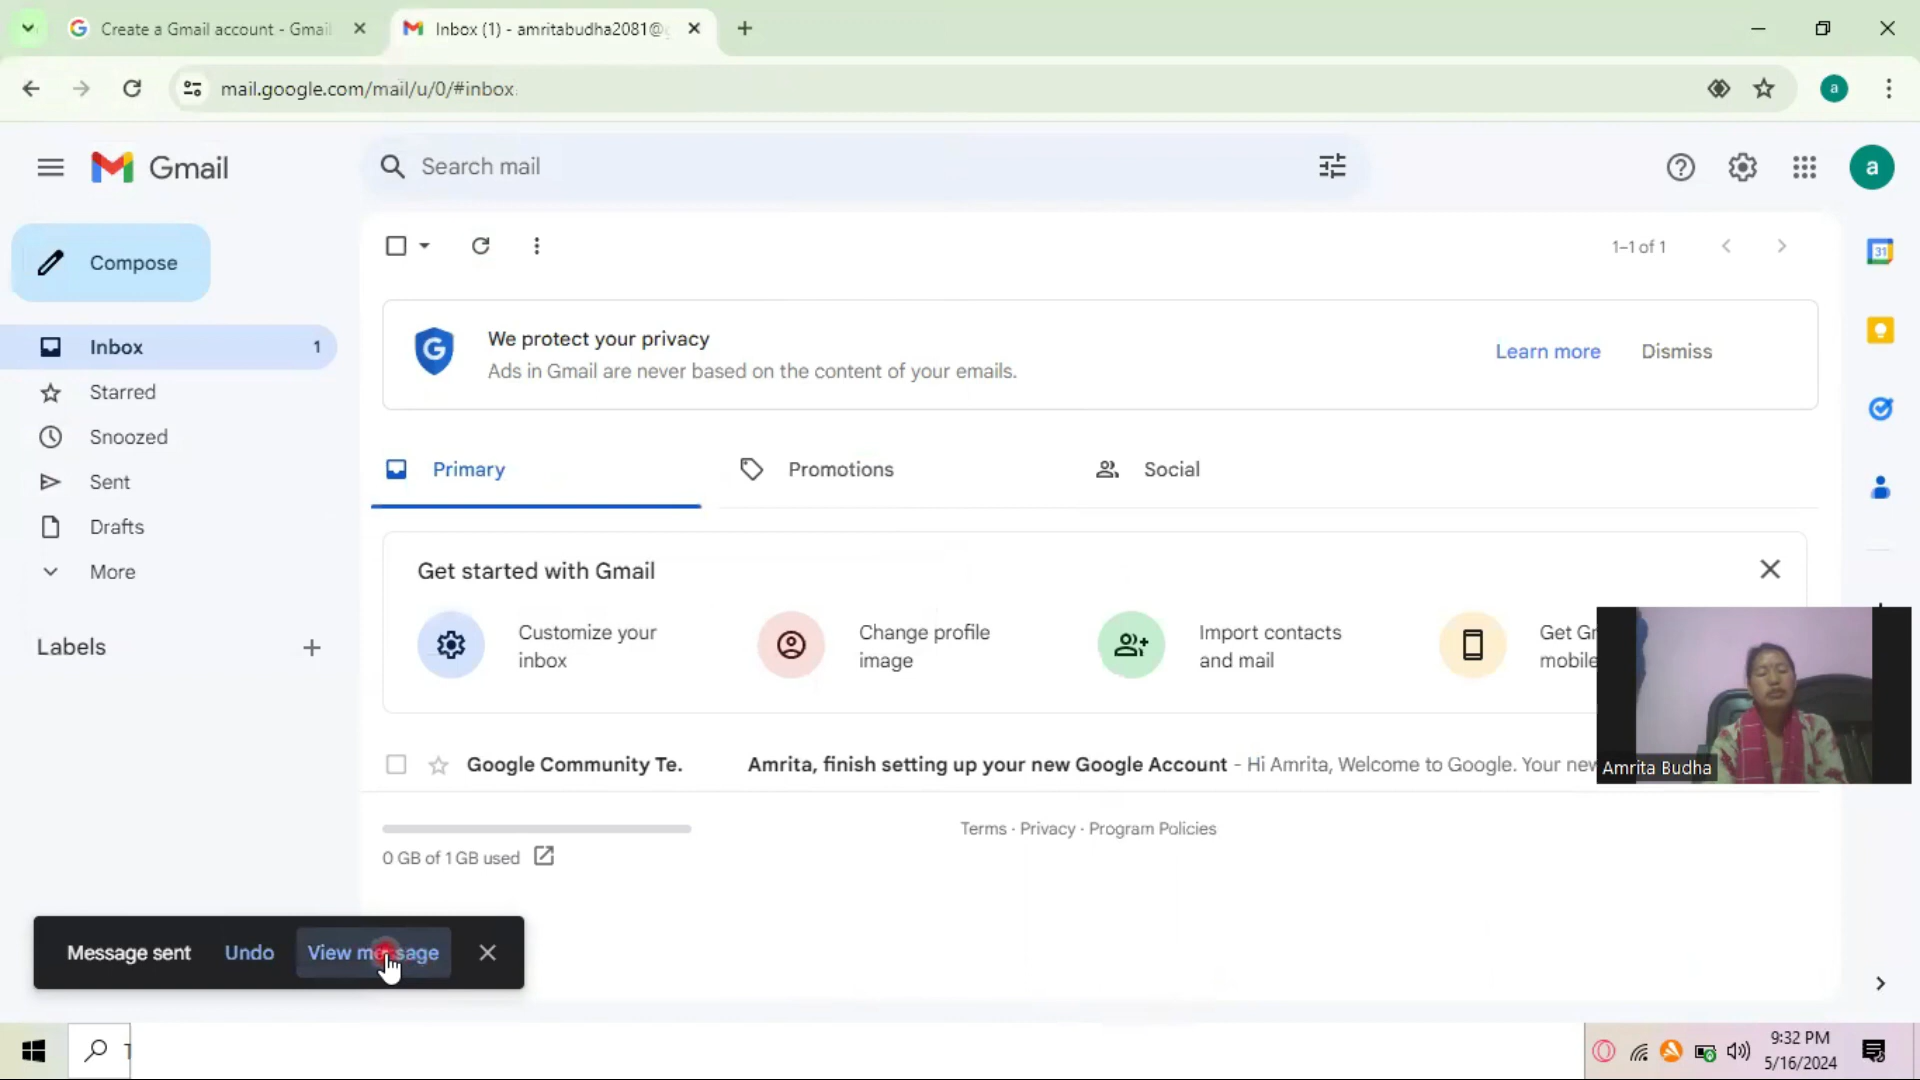 Create a Gmail account - Gmail
Inbox (1) - amritabudha2081@
mail.google.com/mail/u/0/#inbox
a
Gmail
Search mail
a
Compose
1–1 of 1
31
We protect your privacy
Ads in Gmail are never based on the content of your emails.
Learn more
Dismiss
Inbox
1
Starred
Snoozed
Sent
Drafts
More
Labels
Primary
Promotions
Social
Get started with Gmail
Customize your
inbox
Change profile
image
Import contacts
and mail
Get
mobile
Amrita Budha
Google Community Te.
Amrita, finish setting up your new Google Account - Hi Amrita, Welcome to Google. Your new
Terms · Privacy · Program Policies
0 GB of 1 GB used
Message sent
Undo
View message
9:32 PM
5/16/2024